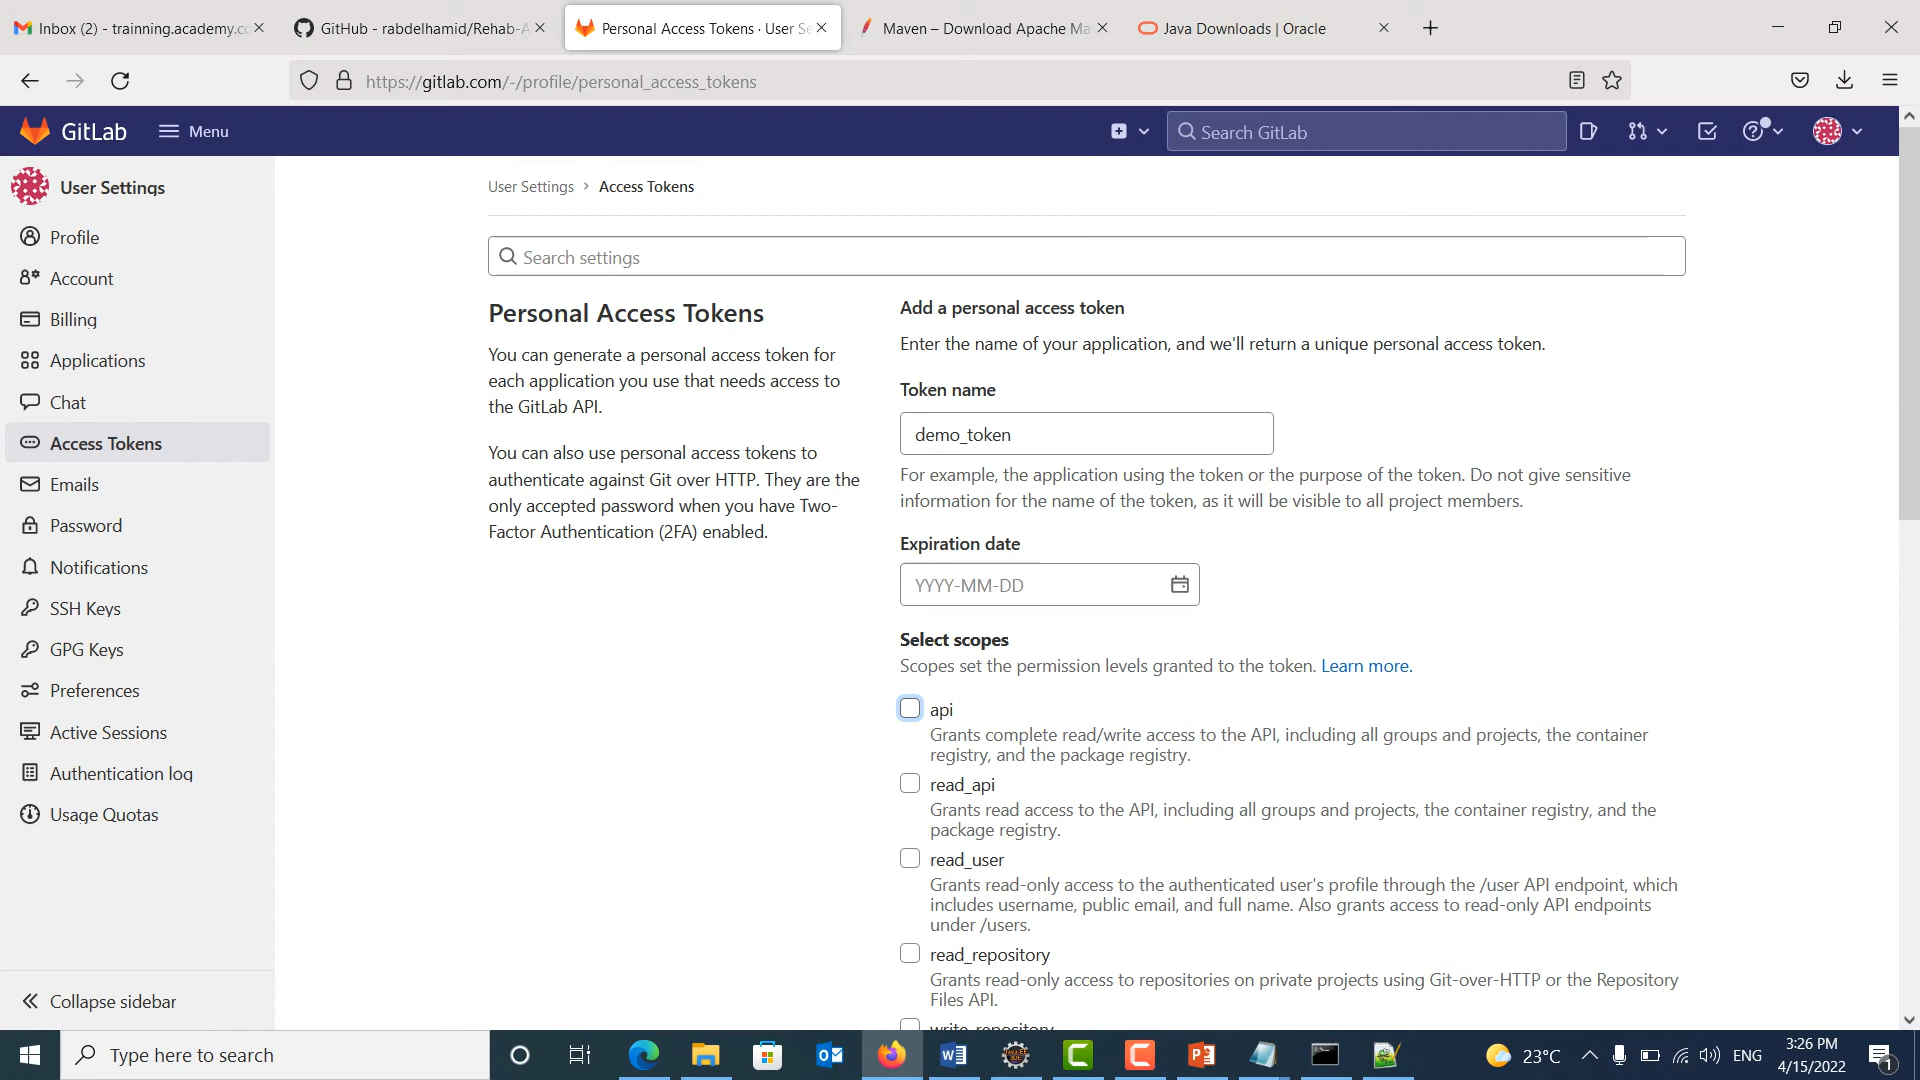 Inbox (2) - trainning.academy.co
GitHub - rabdelhamid/Rehab-A
Personal Access Tokens · User Se
Maven – Download Apache Ma
Java Downloads | Oracle
https://gitlab.com/-/profile/personal_access_tokens
GitLab
Menu
Search GitLab
User Settings
Profile
Account
Billing
Applications
Chat
Access Tokens
Emails
Password
Notifications
SSH Keys
GPG Keys
Preferences
Active Sessions
Authentication log
Usage Quotas
Collapse sidebar
User Settings > Access Tokens
Search settings
Personal Access Tokens
You can generate a personal access token for
each application you use that needs access to
the GitLab API.
You can also use personal access tokens to
authenticate against Git over HTTP. They are the
only accepted password when you have Two-
Factor Authentication (2FA) enabled.
Add a personal access token
Enter the name of your application, and we'll return a unique personal access token.
Token name
demo_token
For example, the application using the token or the purpose of the token. Do not give sensitive
information for the name of the token, as it will be visible to all project members.
Expiration date
YYYY-MM-DD
Select scopes
Scopes set the permission levels granted to the token. Learn more.
api
Grants complete read/write access to the API, including all groups and projects, the container
registry, and the package registry.
read_api
Grants read access to the API, including all groups and projects, the container registry, and the
package registry.
read_user
Grants read-only access to the authenticated user's profile through the /user API endpoint, which
includes username, public email, and full name. Also grants access to read-only API endpoints
under /users.
read_repository
Grants read-only access to repositories on private projects using Git-over-HTTP or the Repository
Files API.
write_repository
Type here to search
23°C
ENG
3:26 PM
4/15/2022
1